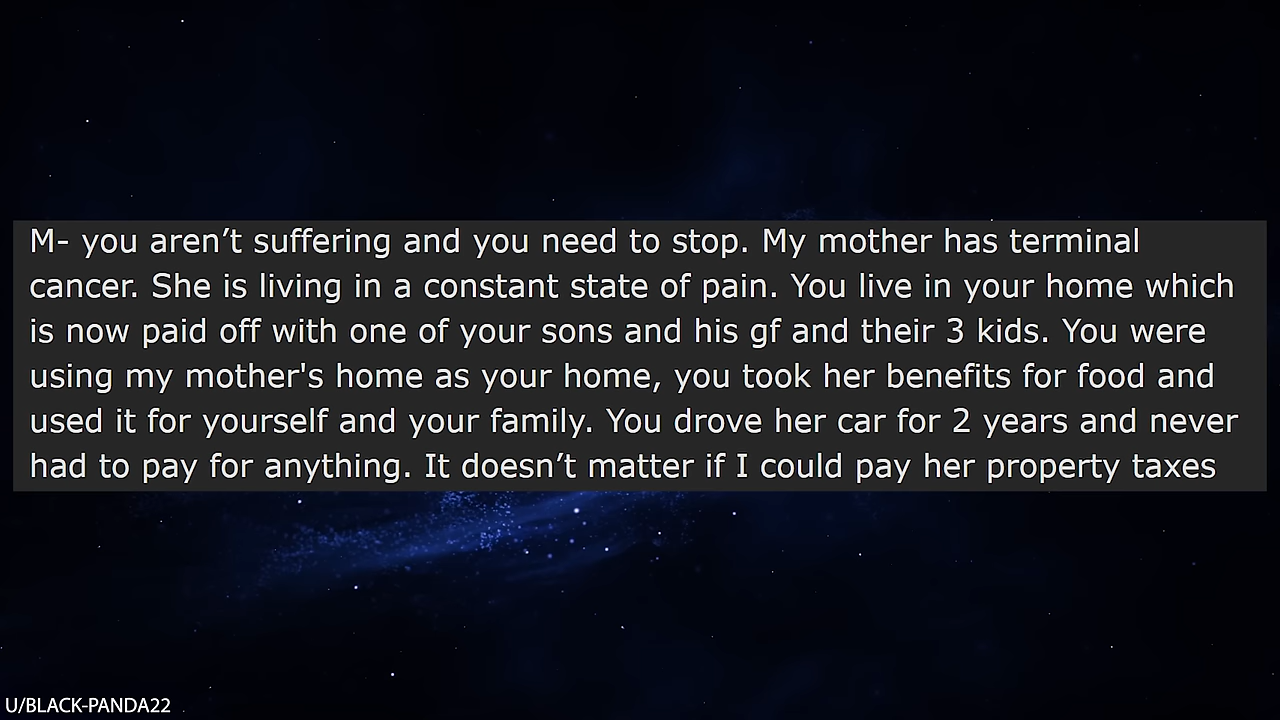 M- you aren’t suffering and you need to stop. My mother has terminal
cancer. She is living in a constant state of pain. You live in your home which
is now paid off with one of your sons and his gf and their 3 kids. You were
using my mother's home as your home, you took her benefits for food and
used it for yourself and your family. You drove her car for 2 years and never
had to pay for anything. It doesn’t matter if I could pay her property taxes
U/BLACK-PANDA22